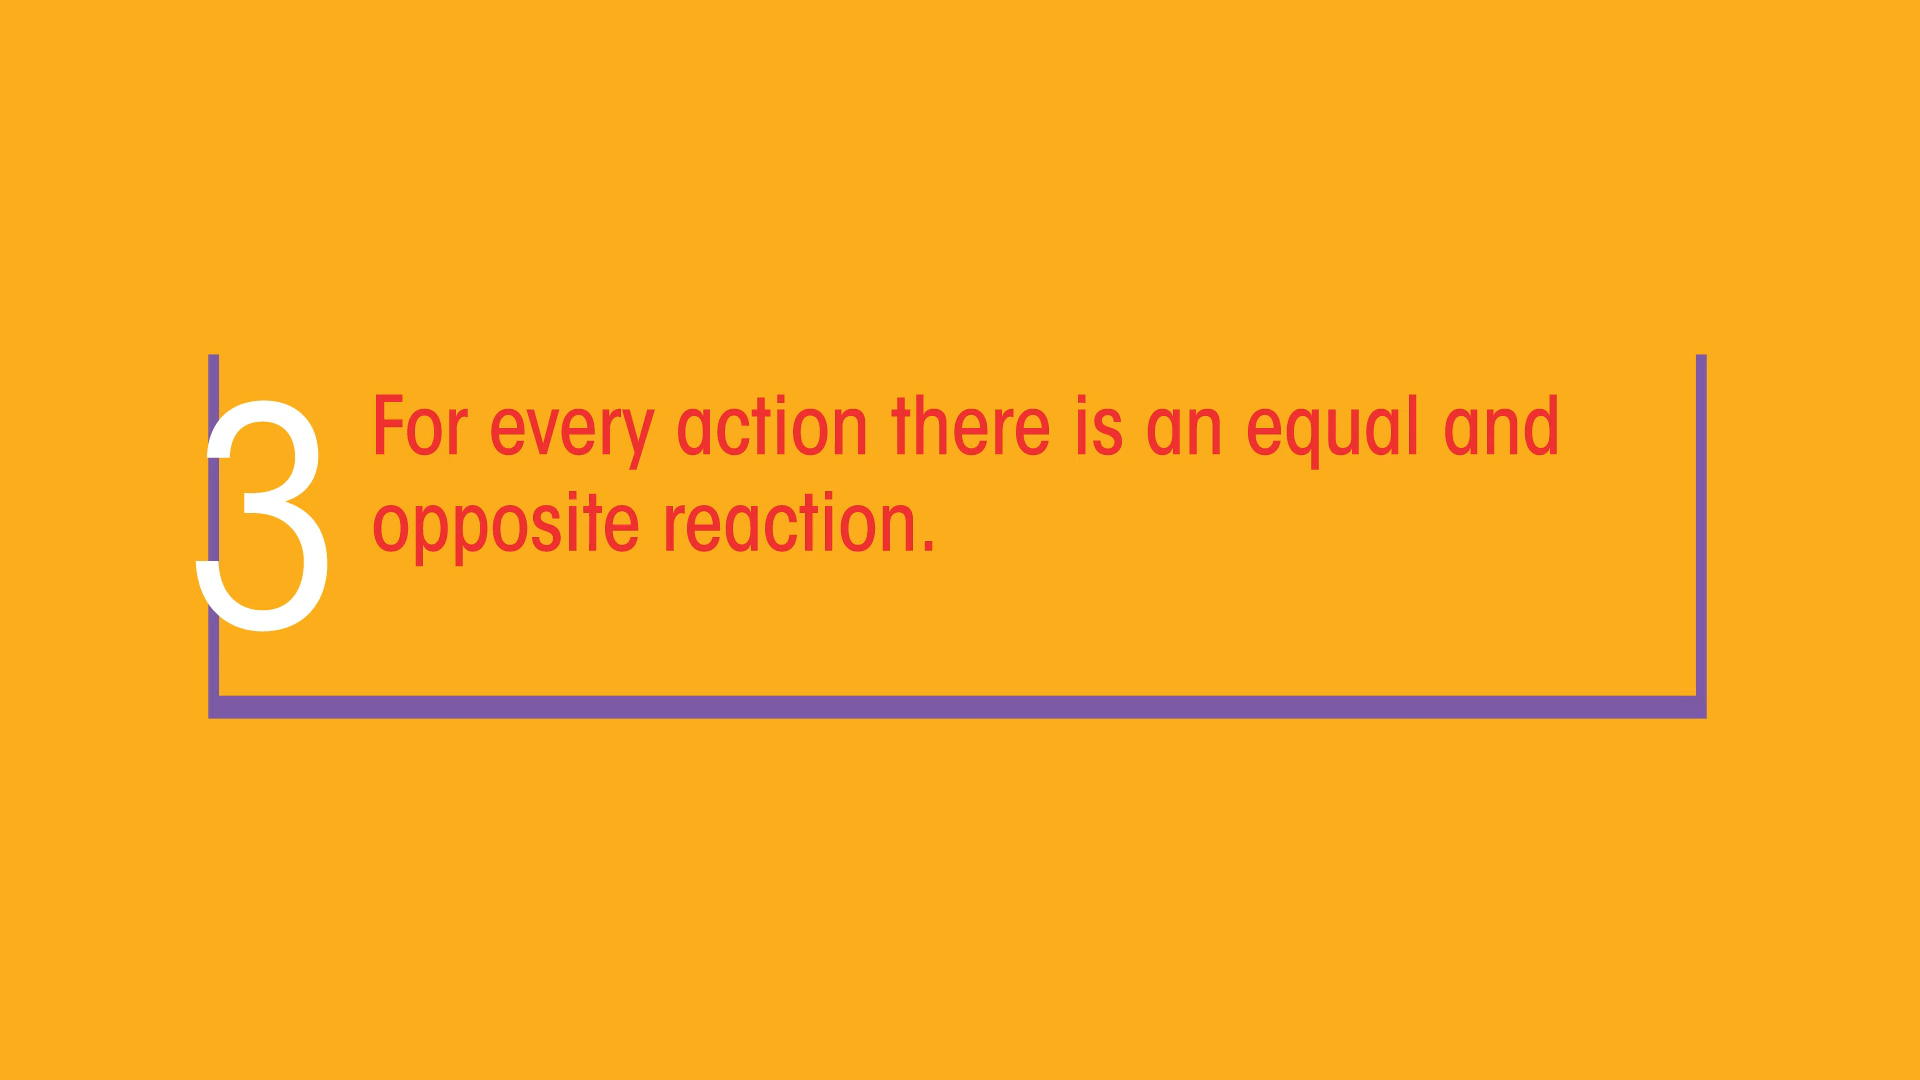 3
For every action there is an equal and
opposite reaction.